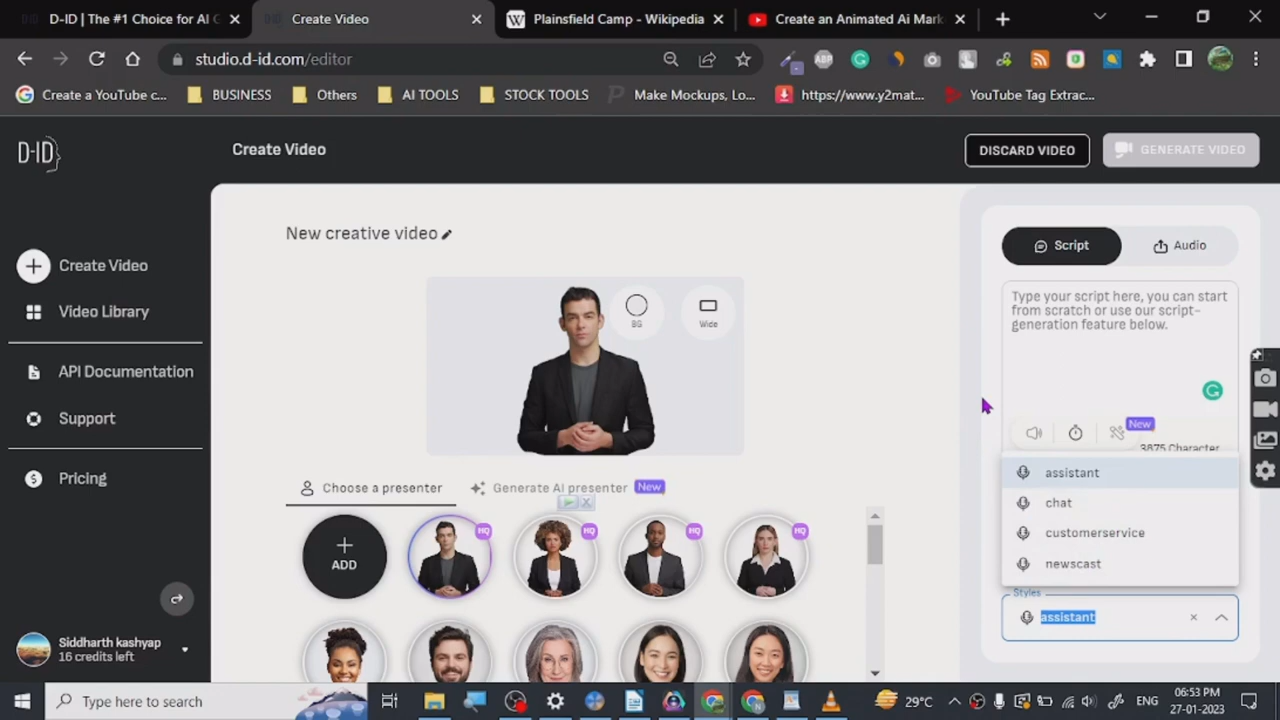 D-ID | The #1 Choice for AI G
Create Video
Plainsfield Camp - Wikipedia
Create an Animated Ai Mark
studio.d-id.com/editor
Create a YouTube c...
BUSINESS
Others
AI TOOLS
STOCK TOOLS
Make Mockups, Lo...
https://www.y2mat...
YouTube Tag Extrac...
D-ID
Create Video
DISCARD VIDEO
GENERATE VIDEO
New creative video
Script
Audio
Create Video
Video Library
API Documentation
Support
Pricing
BG
Wide
Type your script here, you can start
from scratch or use our script-
generation feature below.
New
3875 Character
Choose a presenter
Generate AI presenter
New
assistant
chat
customerservice
newscast
ADD
HQ
HQ
HQ
HQ
Styles
assistant
Siddharth kashyap
16 credits left
Type here to search
29°C
ENG
06:53 PM
27-01-2023